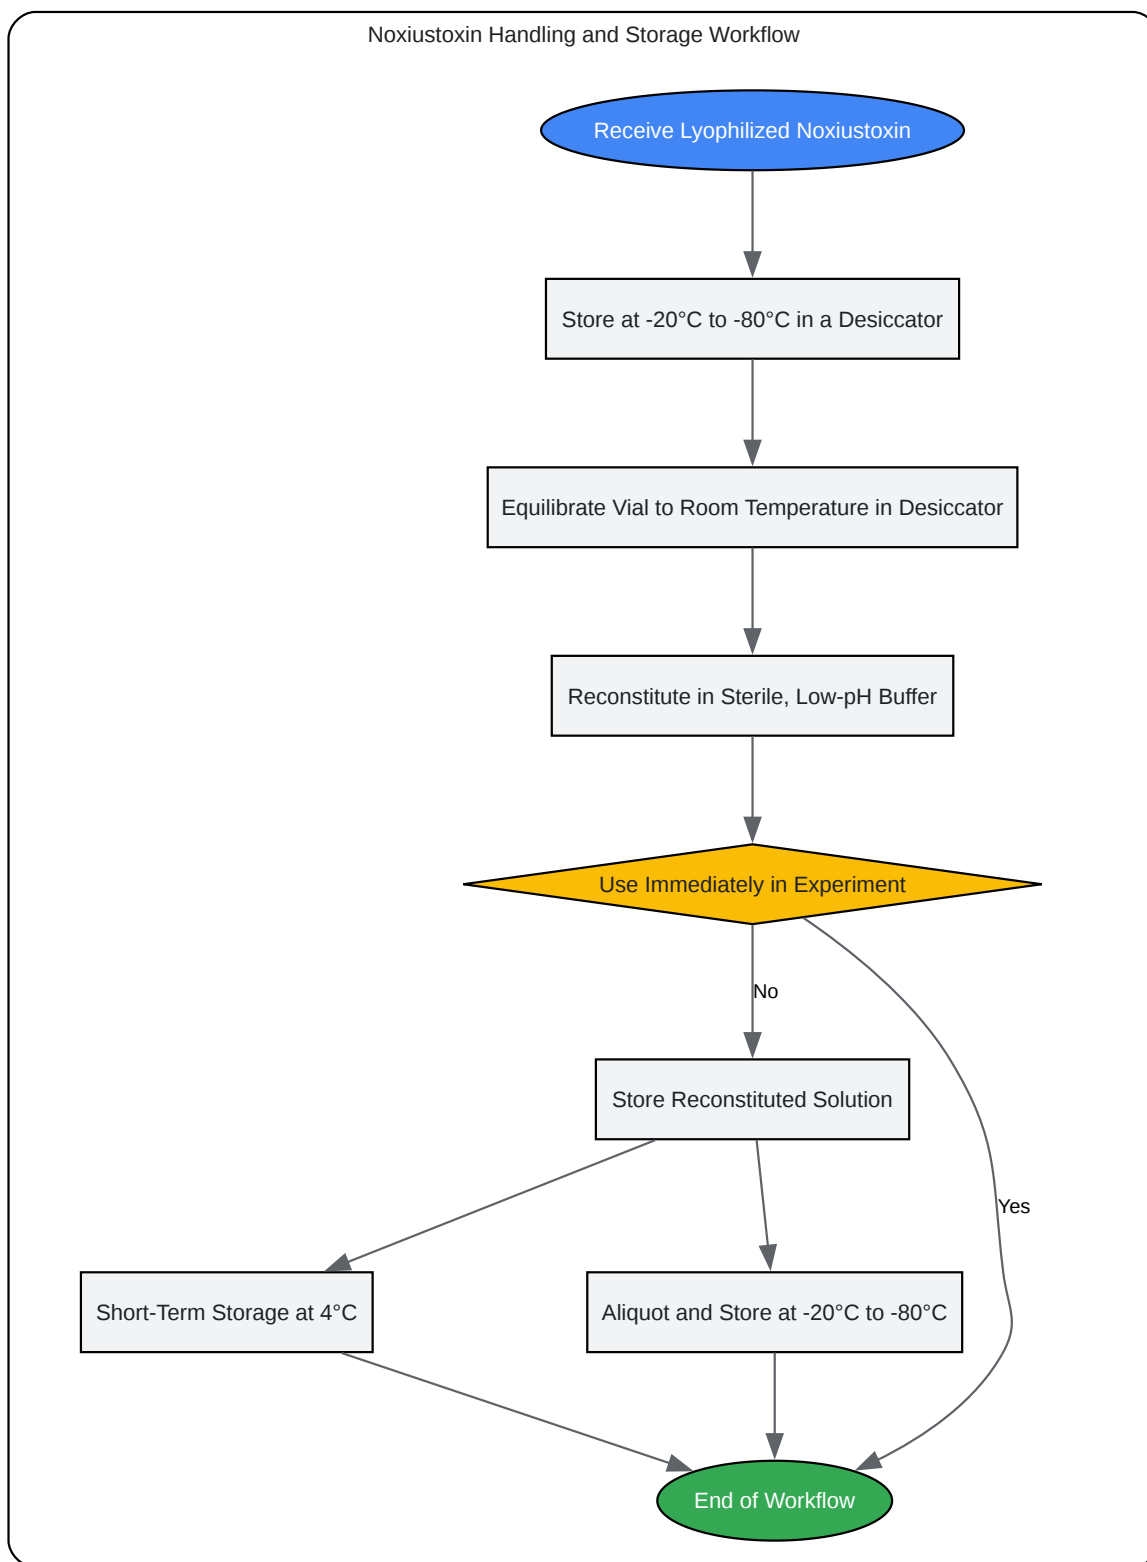 Noxiustoxin Handling and Storage Workflow
Receive Lyophilized Noxiustoxin
Store at -20°C to -80°C in a Desiccator
Equilibrate Vial to Room Temperature in Desiccator
Reconstitute in Sterile, Low-pH Buffer
Use Immediately in Experiment
No
Store Reconstituted Solution
Yes
Short-Term Storage at 4°C
Aliquot and Store at -20°C to -80°C
End of Workflow